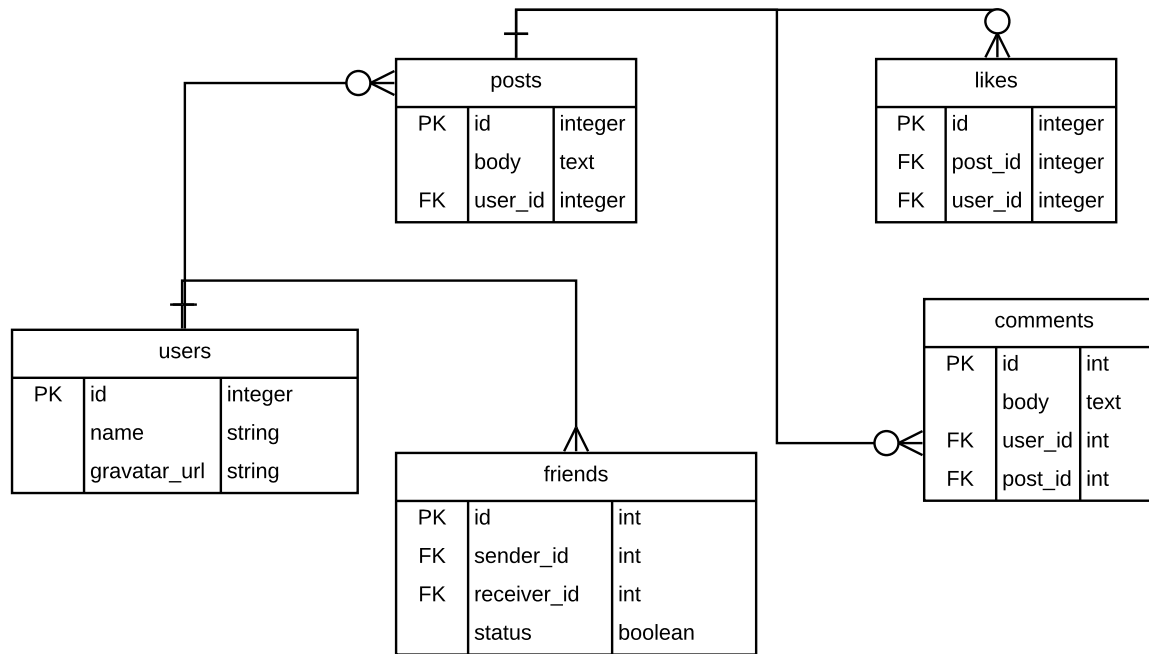 posts
PK id integer
body text
FK user_id integer
likes
PK id integer
FK post_id integer
FK user_id integer
users
PK id integer
name string
gravatar_url string
comments
PK id int
body text
FK user_id int
FK post_id int
friends
PK id int
FK sender_id int
FK receiver_id int
status boolean